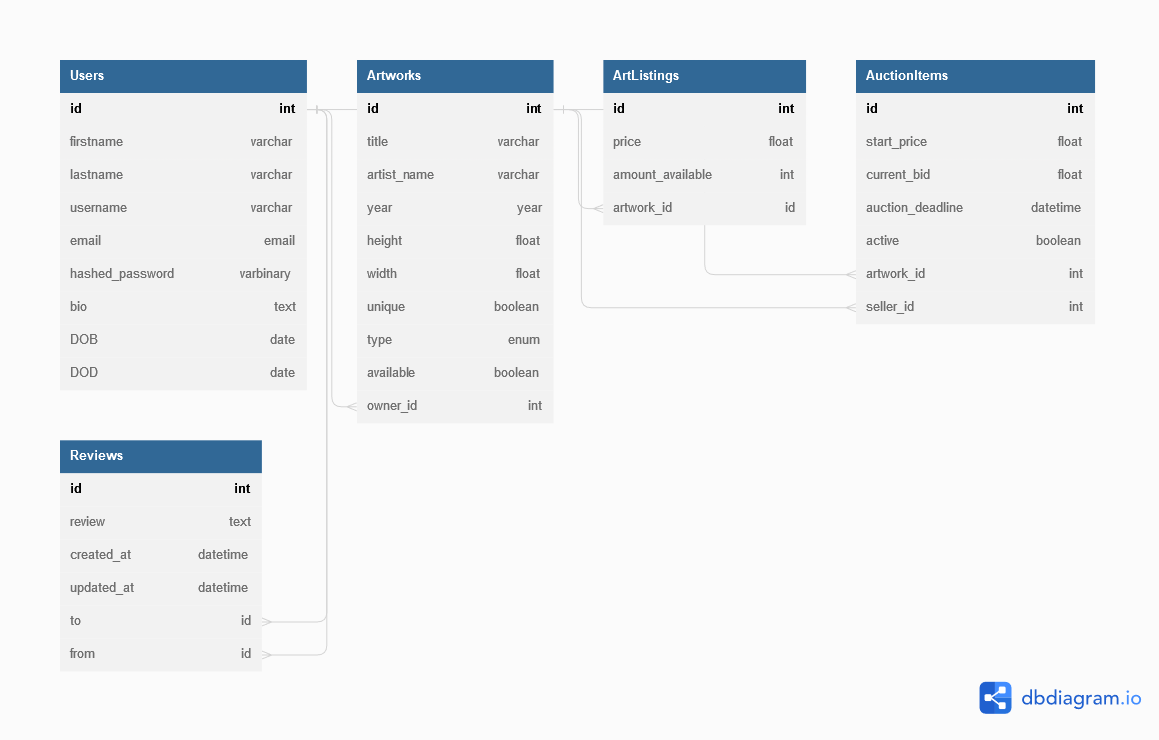 Users
id int
firstname varchar
lastname varchar
username varchar
email email
hashed_password varbinary
bio text
DOB date
DOD date
Artworks
id int
title varchar
artist_name varchar
year year
height float
width float
unique boolean
type enum
available boolean
owner_id int
ArtListings
id int
price float
amount_available int
artwork_id id
AuctionItems
id int
start_price float
current_bid float
auction_deadline datetime
active boolean
artwork_id int
seller_id int
Reviews
id int
review text
created_at datetime
updated_at datetime
to id
from id
dbdiagram.io